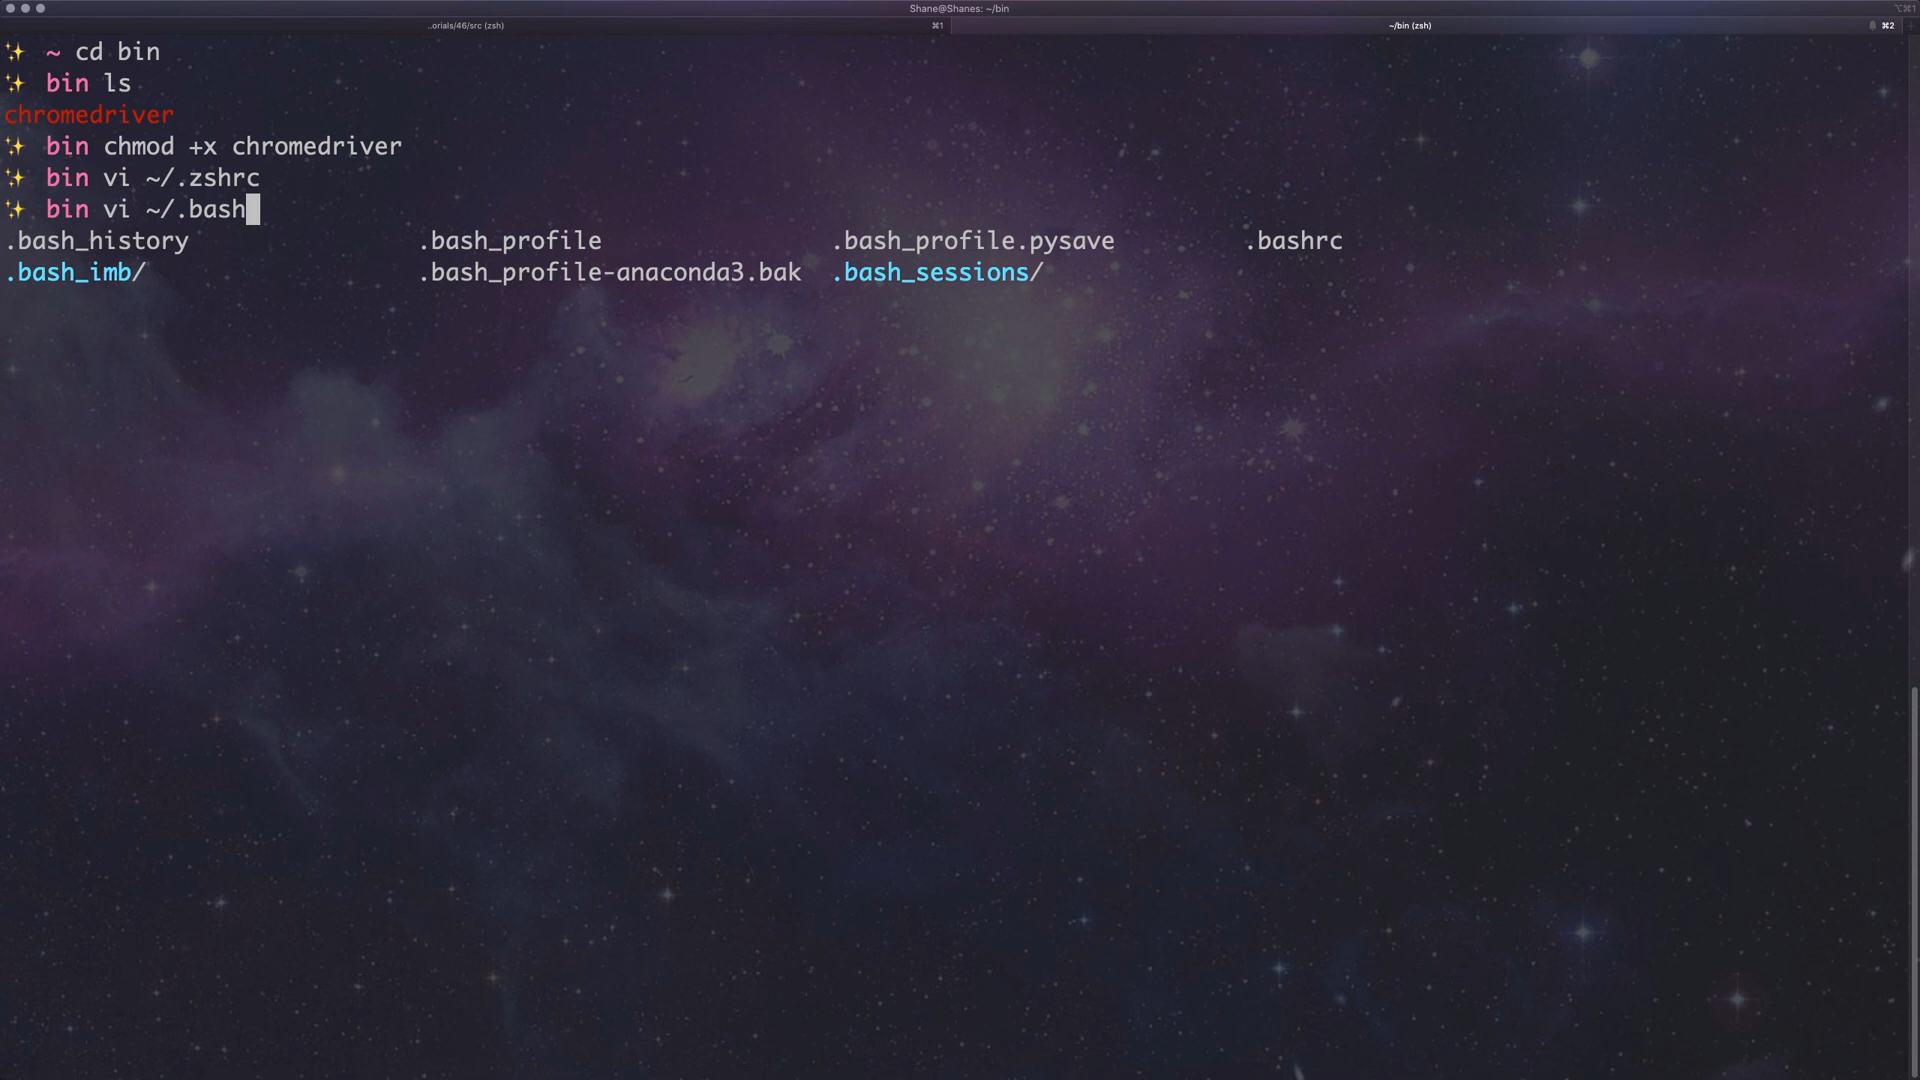 Shane@Shanes: ~/bin
⌥⌘1
..orials/46/src (zsh) ⌘1 ~/bin (zsh) ⌘2
✨ ~ cd bin
✨ bin ls
chromedriver
✨ bin chmod +x chromedriver
✨ bin vi ~/.zshrc
✨ bin vi ~/.bash
.bash_history .bash_profile .bash_profile.pysave .bashrc
.bash_imb/ .bash_profile-anaconda3.bak .bash_sessions/